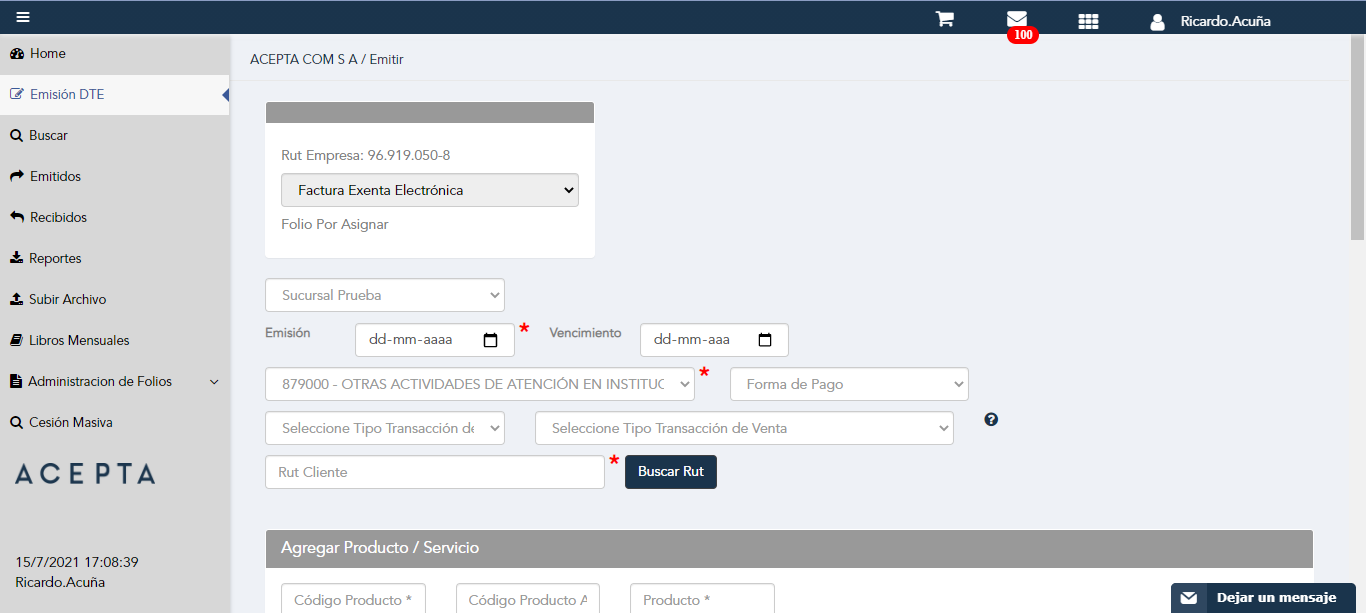 Ricardo.Acuña
100
Home
ACEPTA COM S A / Emitir
Emisión DTE
Buscar
Emitidos
Recibidos
Reportes
Subir Archivo
Libros Mensuales
Administracion de Folios
Cesión Masiva
ACEPTA
15/7/2021 17:08:39
Ricardo.Acuña
Rut Empresa: 96.919.050-8
Factura Exenta Electrónica
Folio Por Asignar
Sucursal Prueba
Emisión dd-mm-aaaa * Vencimiento dd-mm-aaa
879000 - OTRAS ACTIVIDADES DE ATENCIÓN EN INSTITUC * Forma de Pago
Seleccione Tipo Transacción de Seleccione Tipo Transacción de Venta ?
Rut Cliente * Buscar Rut
Agregar Producto / Servicio
Código Producto * Código Producto A Producto *
Dejar un mensaje